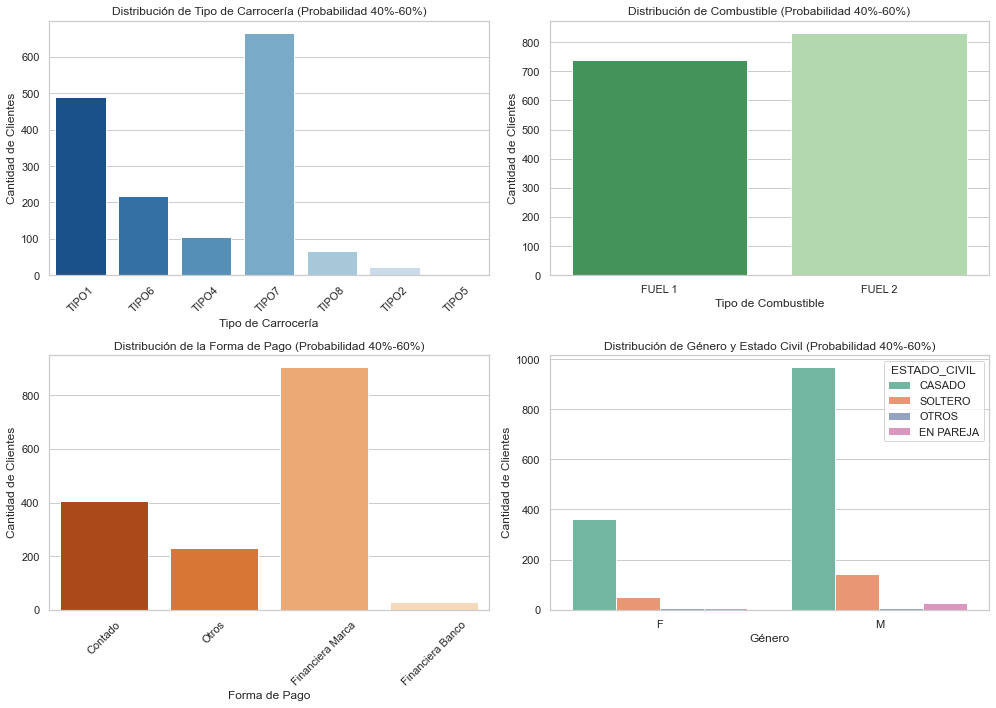 Distribución de Tipo de Carrocería (Probabilidad 40%-60%)
Cantidad de Clientes
600
500
400
300
200
100
0
TIPO1
TIPO6
TIPO4
TIPO7
TIPO8
TIPO2
TIPO5
Tipo de Carrocería
Distribución de Combustible (Probabilidad 40%-60%)
Cantidad de Clientes
800
700
600
500
400
300
200
100
0
FUEL 1
FUEL 2
Tipo de Combustible
Distribución de la Forma de Pago (Probabilidad 40%-60%)
Cantidad de Clientes
800
600
400
200
0
Contado
Otros
Financiera Marca
Financiera Banco
Forma de Pago
Distribución de Género y Estado Civil (Probabilidad 40%-60%)
Cantidad de Clientes
1000
800
600
400
200
0
ESTADO_CIVIL
CASADO
SOLTERO
OTROS
EN PAREJA
F
M
Género